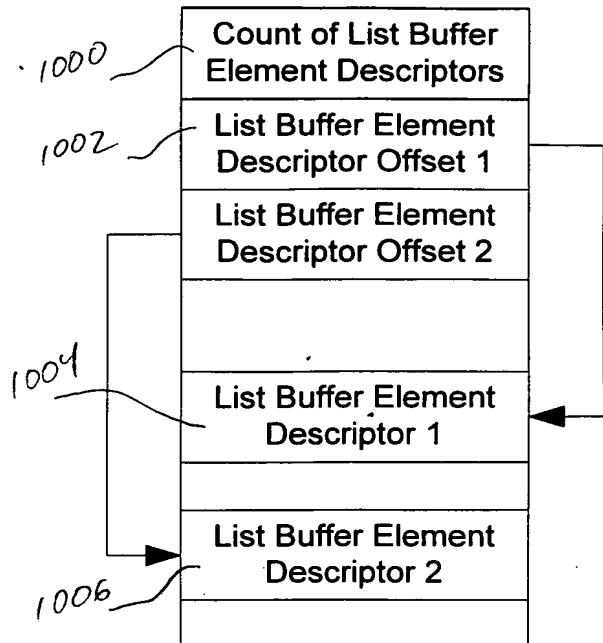 1000
Count of List Buffer
Element Descriptors
1002
List Buffer Element
Descriptor Offset 1
List Buffer Element
Descriptor Offset 2
1004
List Buffer Element
Descriptor 1
List Buffer Element
Descriptor 2
1006